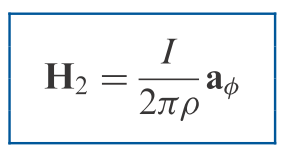 H₂ = I / 2πρ a_ϕ